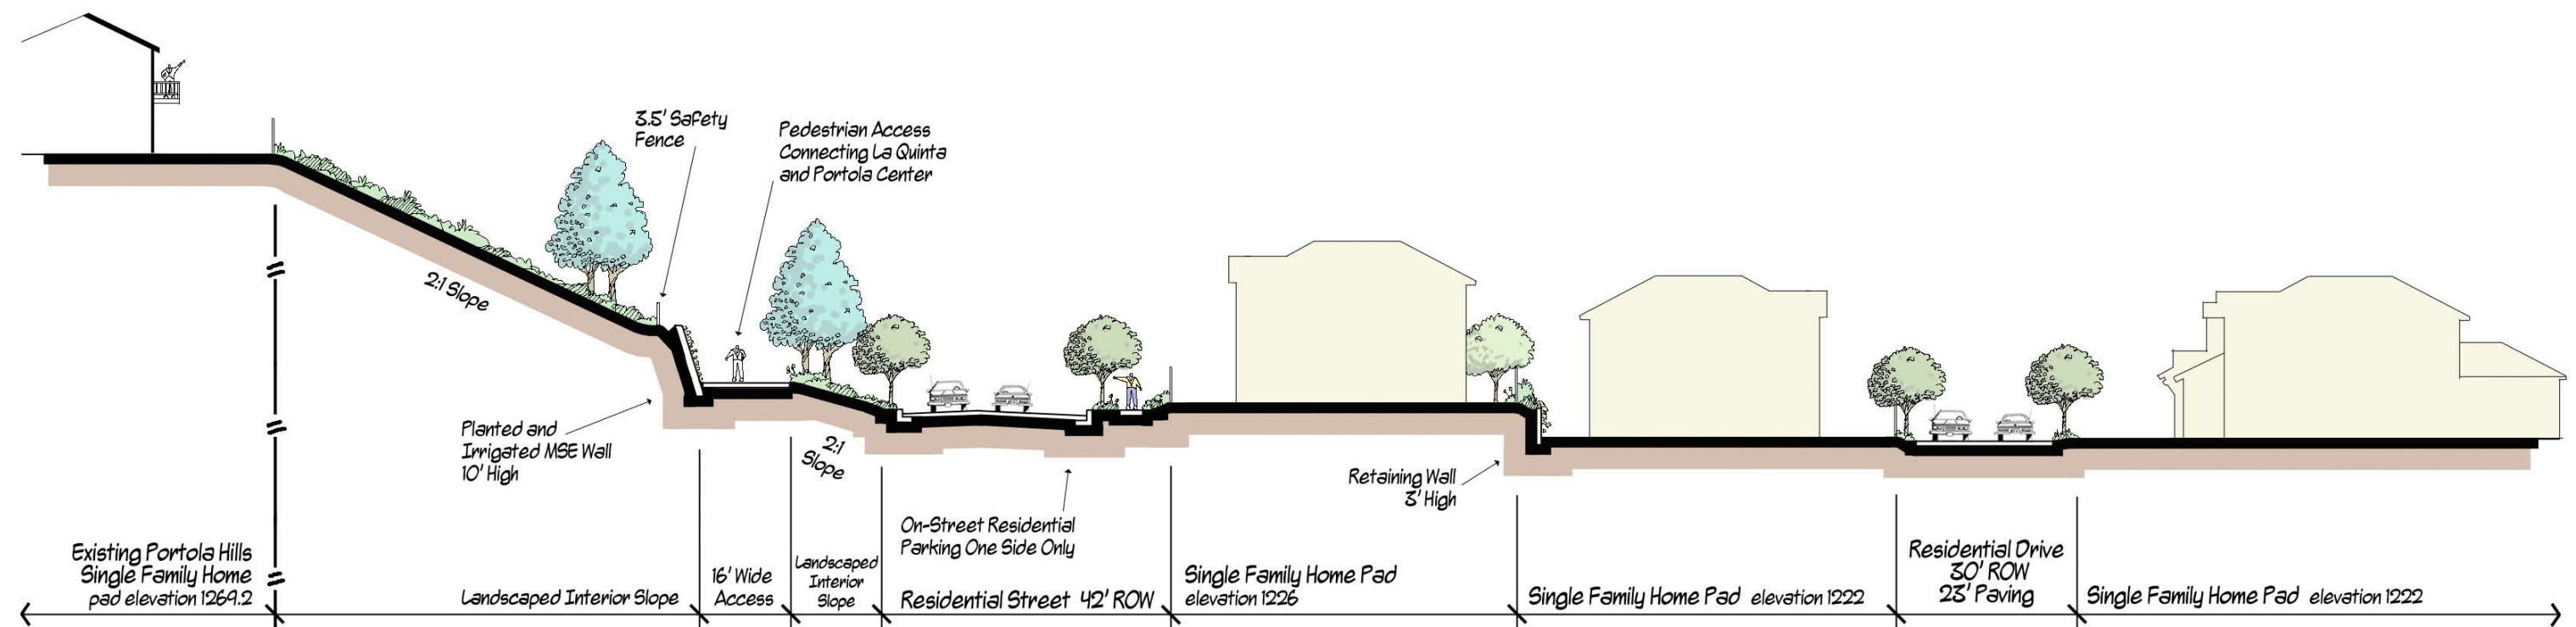 3.5' Safety
Fence
Pedestrian Access
Connecting La Quinta
and Portola Center
2:1 Slope
Planted and
Irrigated MSE Wall
10' High
2:1
Slope
On-Street Residential
Parking One Side Only
Retaining Wall
3' High
Existing Portola Hills
Single Family Home
pad elevation 1269.2
Landscaped Interior Slope
16' Wide
Access
Landscaped
Interior
Slope
Residential Street 42' ROW
Single Family Home Pad
elevation 1226
Single Family Home Pad elevation 1222
Residential Drive
30' ROW
23' Paving
Single Family Home Pad elevation 1222